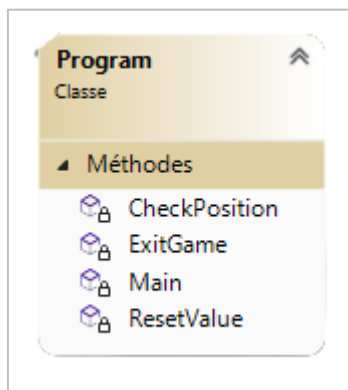 Program
Classe
Méthodes
CheckPosition
ExitGame
Main
ResetValue